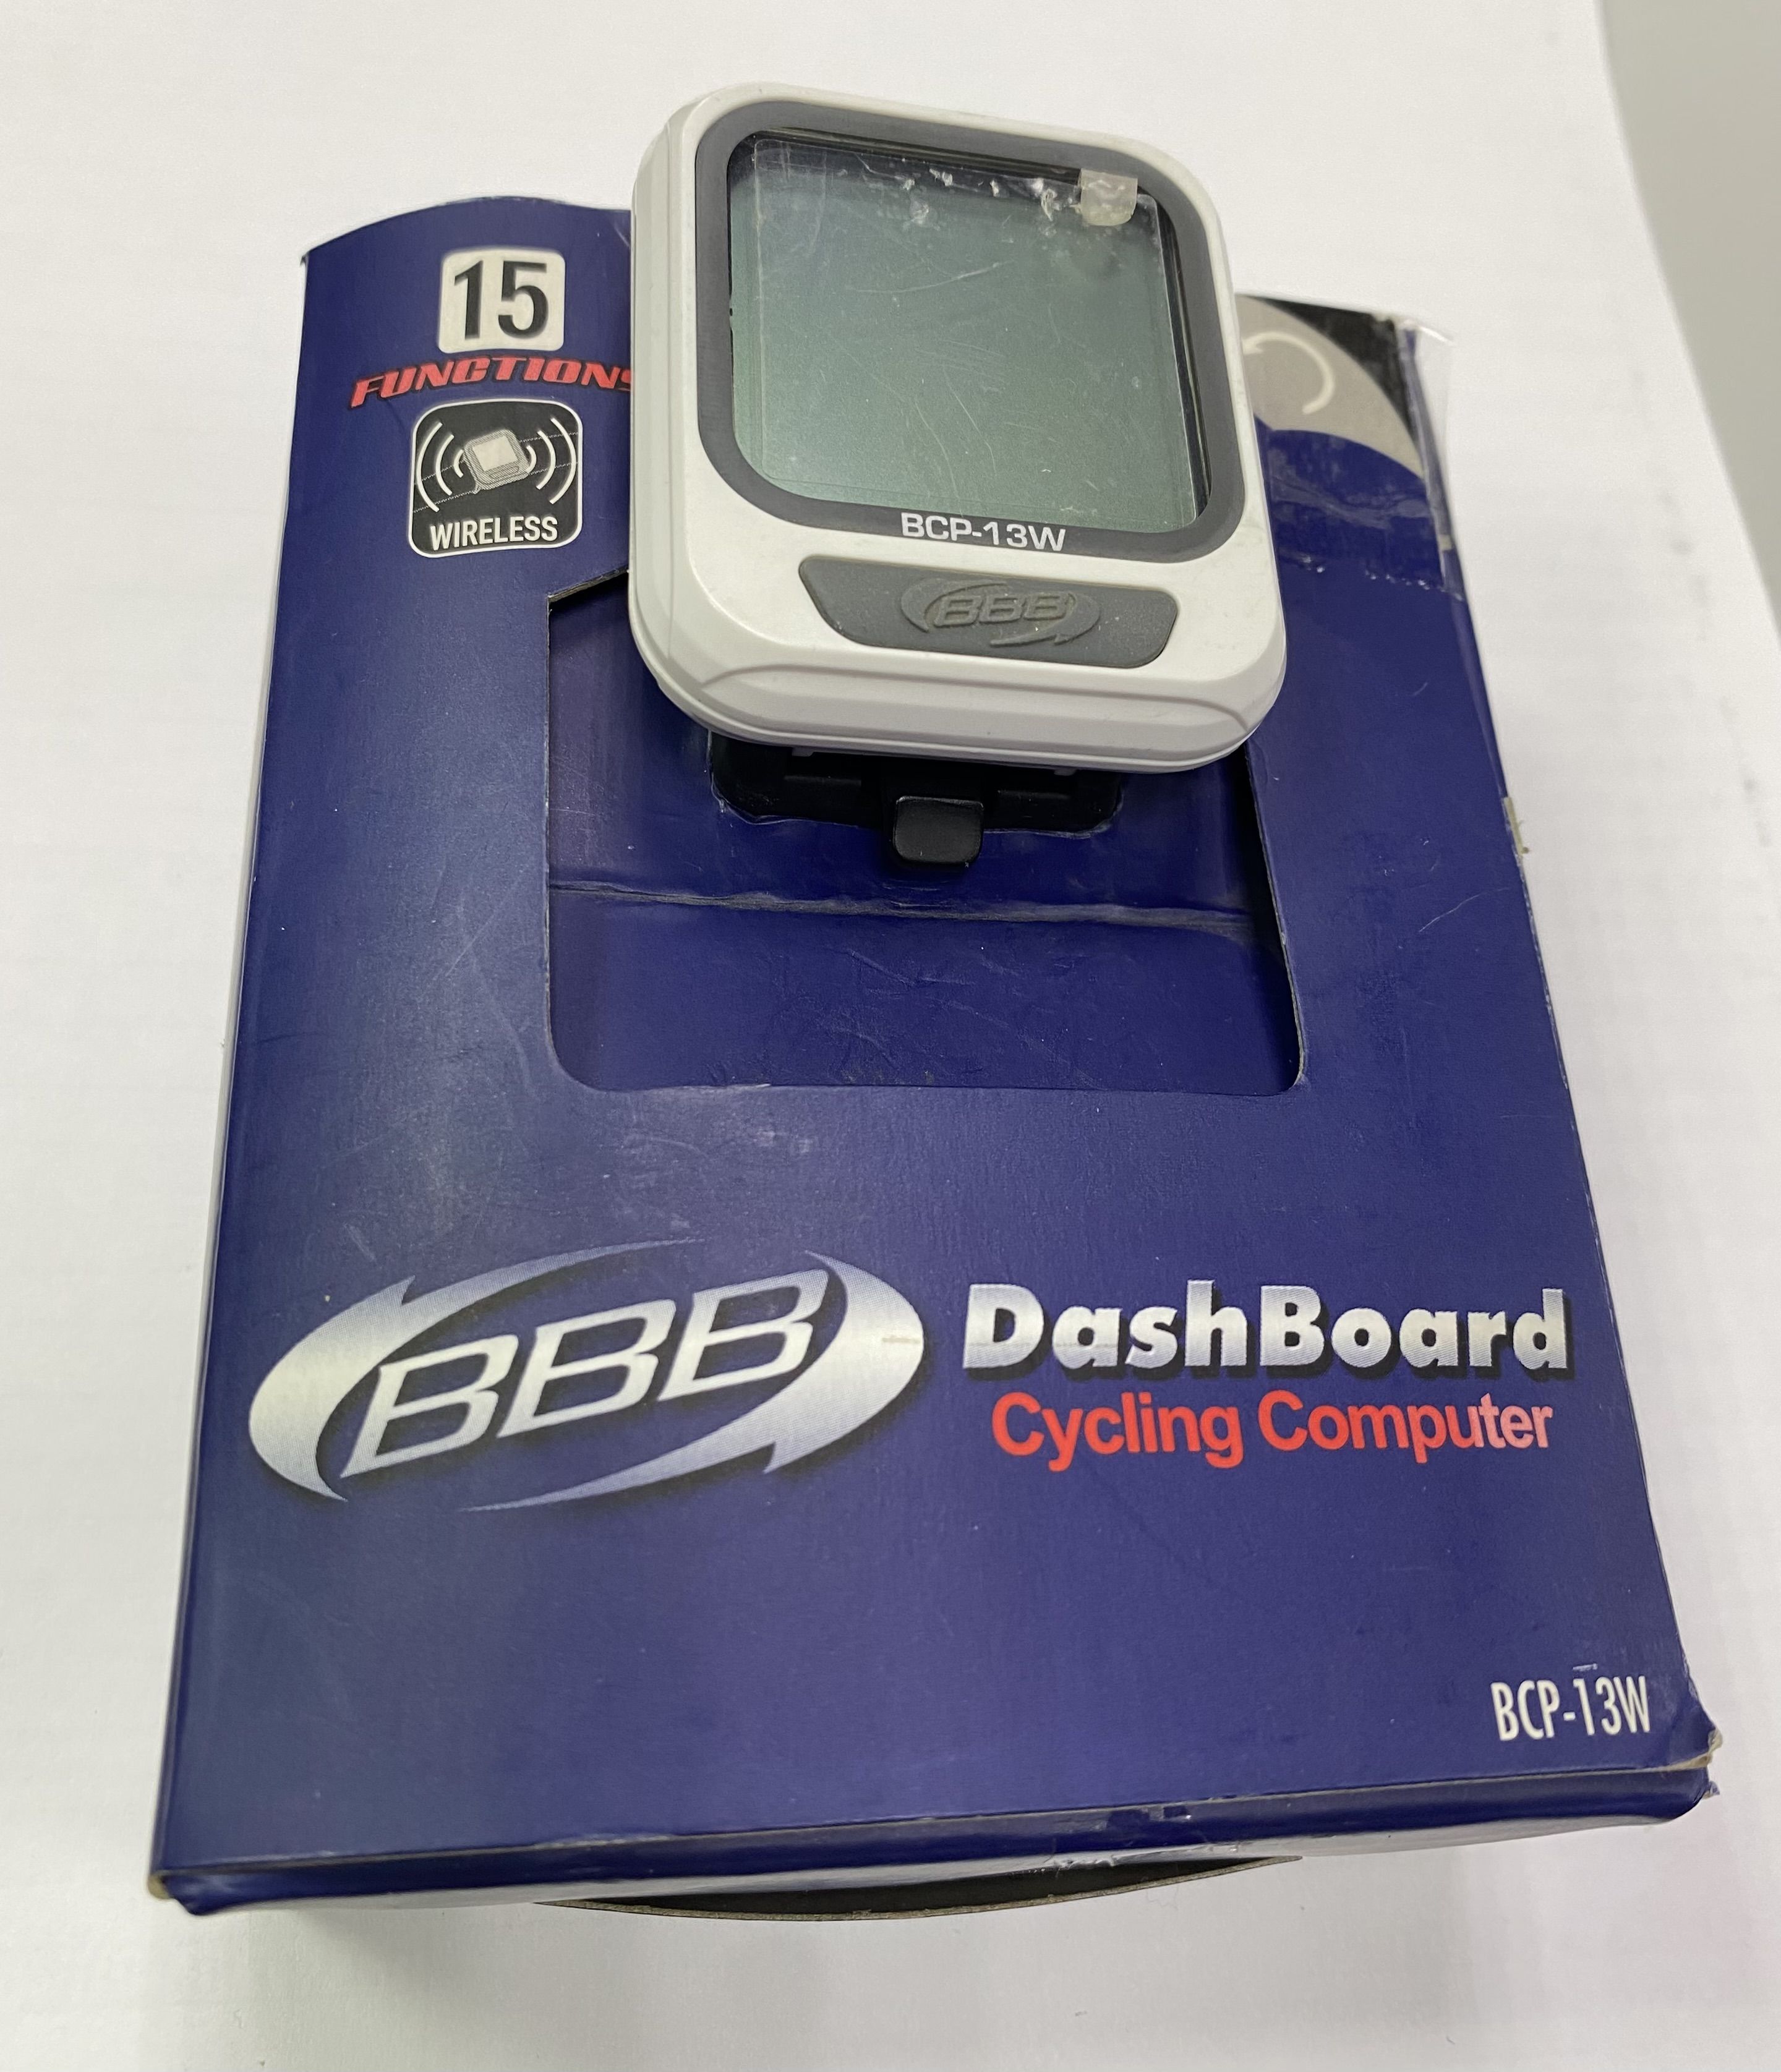 15
FUNCTIONS
WIRELESS
BCP-13W
BBB
BBB
DashBoard
Cycling Computer
BCP-13W